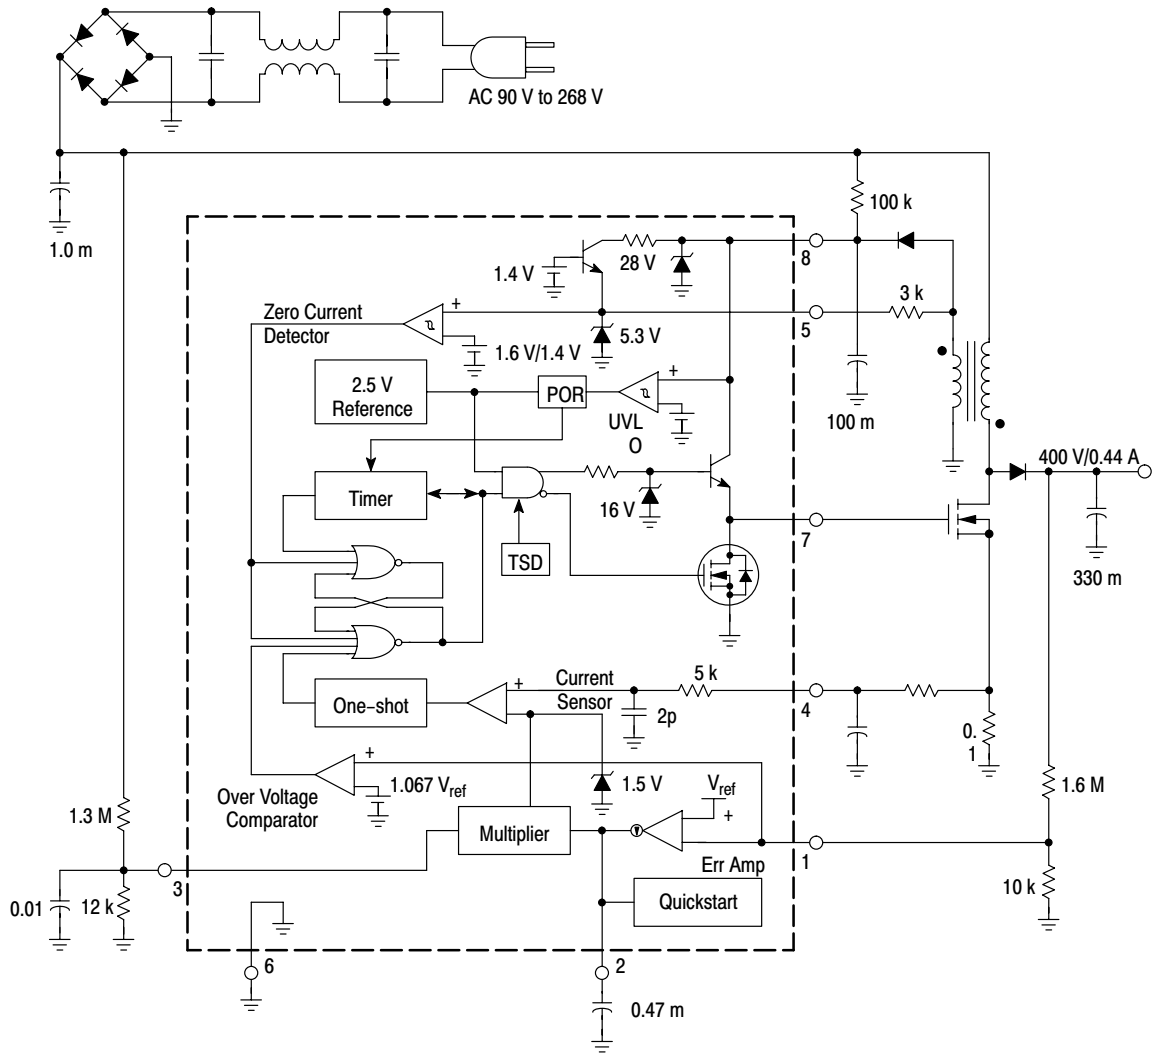 AC 90 V to 268 V
1.0 m
100 k
8
1.4 V
28 V
3 k
5
Zero Current
Detector
+
5.3 V
1.6 V/1.4 V
2.5 V
Reference
POR
+
UVL
O
100 m
400 V/0.44 A
Timer
16 V
7
330 m
TSD
5 k
Current
Sensor
+
One-shot
2p
4
0.
1
+
1.067 Vref
Over Voltage
Comparator
1.5 V
Vref
+
1.6 M
1.3 M
Multiplier
1
Err Amp
3
0.01
12 k
Quickstart
10 k
6
2
0.47 m